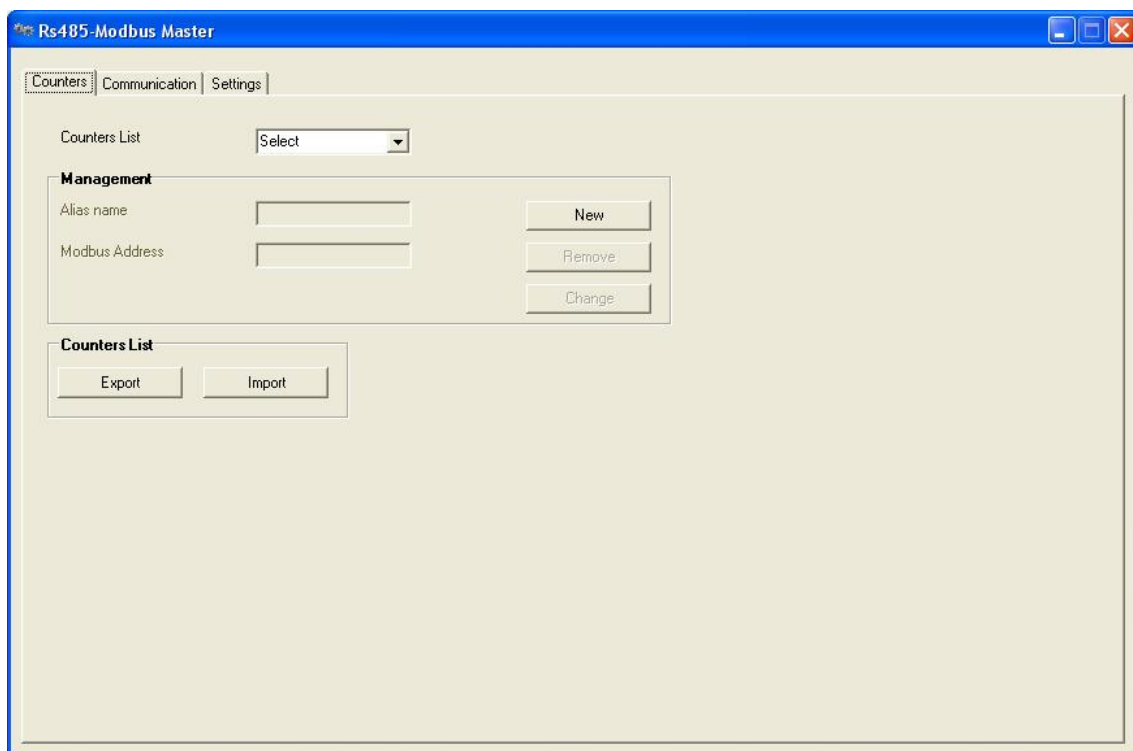 Rs485-Modbus Master
Counters Communication Settings
Counters List Select
Management
Alias name New
Modbus Address Remove
Change
Counters List
Export Import